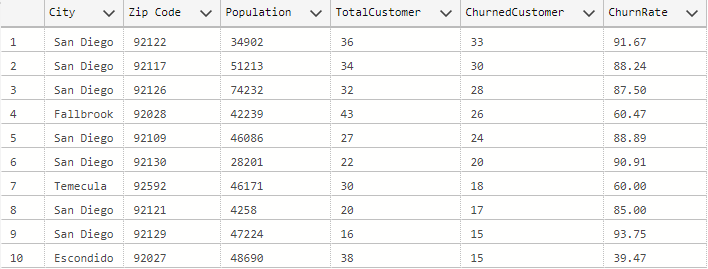 City Zip Code Population TotalCustomer ChurnedCustomer ChurnRate
1 San Diego 92122 34902 36 33 91.67
2 San Diego 92117 51213 34 30 88.24
3 San Diego 92126 74232 32 28 87.50
4 Fallbrook 92028 42239 43 26 60.47
5 San Diego 92109 46086 27 24 88.89
6 San Diego 92130 28201 22 20 90.91
7 Temecula 92592 46171 30 18 60.00
8 San Diego 92121 4258 20 17 85.00
9 San Diego 92129 47224 16 15 93.75
10 Escondido 92027 48690 38 15 39.47